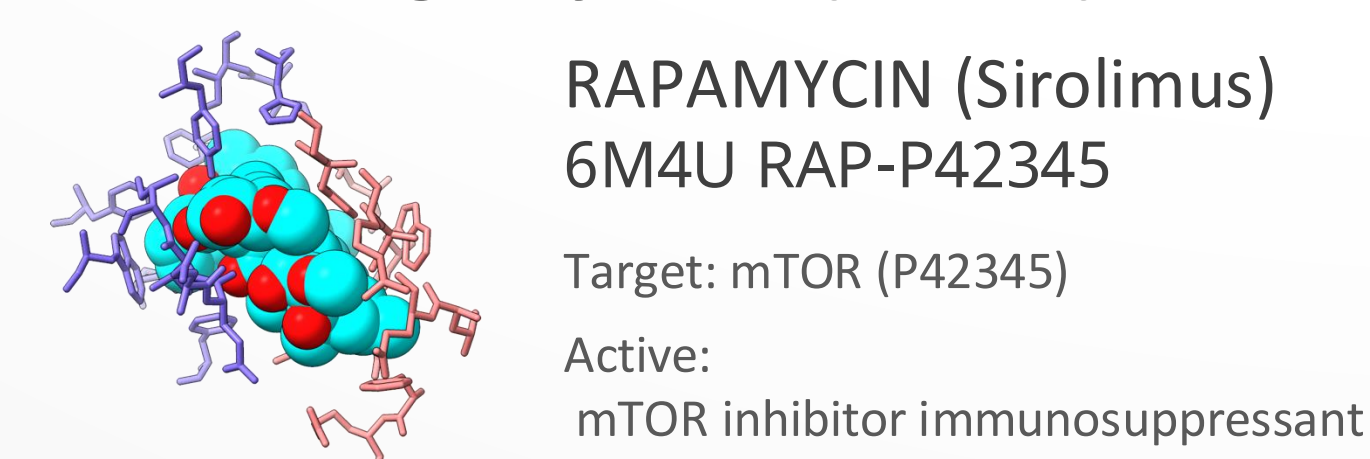 RAPAMYCIN (Sirolimus)
6M4U RAP-P42345
Target: mTOR (P42345)
Active:
mTOR inhibitor immunosuppressant